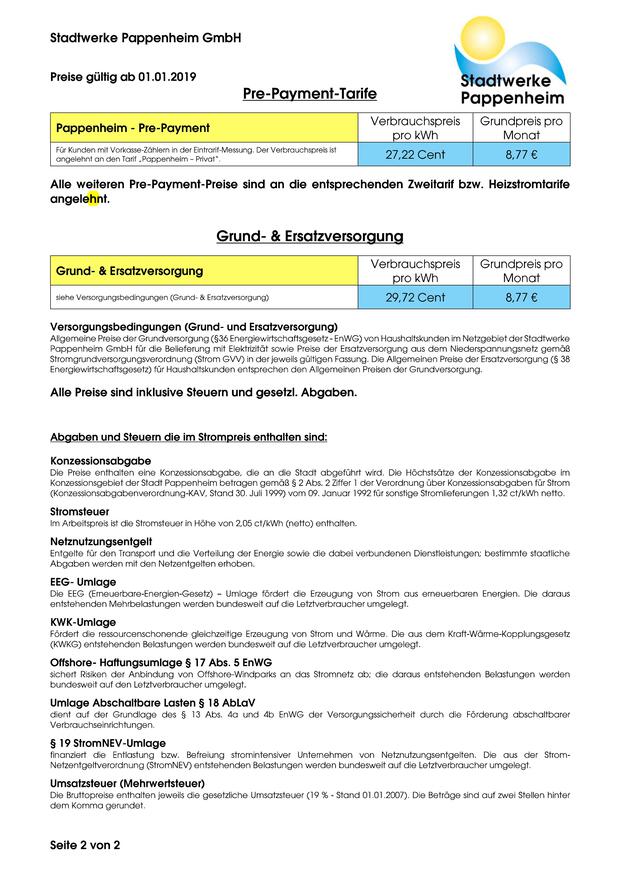 Stadtwerke Pappenheim GmbH
Stadtwerke
Pappenheim
Preise gültig ab 01.01.2019
Pre-Payment-Tarife
Pappenheim - Pre-Payment
Verbrauchspreis
pro kWh
Grundpreis pro
Monat
Für Kunden mit Vorkasse-Zählern in der Eintrarif-Messung. Der Verbrauchspreis ist
angelehnt an den Tarif „Pappenheim – Privat“.
27,22 Cent
8,77 €
Alle weiteren Pre-Payment-Preise sind an die entsprechenden Zweitarif bzw. Heizstromtarife
angelehnt.
Grund- & Ersatzversorgung
Grund- & Ersatzversorgung
Verbrauchspreis
pro kWh
Grundpreis pro
Monat
siehe Versorgungsbedingungen (Grund- & Ersatzversorgung)
29,72 Cent
8,77 €
Versorgungsbedingungen (Grund- und Ersatzversorgung)
Allgemeine Preise der Grundversorgung (§36 Energiewirtschaftsgesetz - EnWG) von Haushaltskunden im Netzgebiet der Stadtwerke
Pappenheim GmbH für die Belieferung mit Elektrizität sowie Preise der Ersatzversorgung aus dem Niederspannungsnetz gemäß
Stromgrundversorgungsverordnung (Strom GVV) in der jeweils gültigen Fassung. Die Allgemeinen Preise der Ersatzversorgung (§ 38
Energiewirtschaftsgesetz) für Haushaltskunden entsprechen den Allgemeinen Preisen der Grundversorgung.
Alle Preise sind inklusive Steuern und gesetzl. Abgaben.
Abgaben und Steuern die im Strompreis enthalten sind:
Konzessionsabgabe
Die Preise enthalten eine Konzessionsabgabe, die an die Stadt abgeführt wird. Die Höchstsätze der Konzessionsabgabe im
Konzessionsgebiet der Stadt Pappenheim betragen gemäß § 2 Abs. 2 Ziffer 1 der Verordnung über Konzessionsabgaben für Strom
(Konzessionsabgabenverordnung-KAV, Stand 30. Juli 1999) vom 09. Januar 1992 für sonstige Stromlieferungen 1,32 ct/kWh netto.
Stromsteuer
Im Arbeitspreis ist die Stromsteuer in Höhe von 2,05 ct/kWh (netto) enthalten.
Netznutzungsentgelt
Entgelte für den Transport und die Verteilung der Energie sowie die dabei verbundenen Dienstleistungen; bestimmte staatliche
Abgaben werden mit den Netzentgelten erhoben.
EEG- Umlage
Die EEG (Erneuerbare-Energien-Gesetz) – Umlage fördert die Erzeugung von Strom aus erneuerbaren Energien. Die daraus
entstehenden Mehrbelastungen werden bundesweit auf die Letztverbraucher umgelegt.
KWK-Umlage
Fördert die ressourcenschonende gleichzeitige Erzeugung von Strom und Wärme. Die aus dem Kraft-Wärme-Kopplungsgesetz
(KWKG) entstehenden Belastungen werden bundesweit auf die Letztverbraucher umgelegt.
Offshore- Haftungsumlage § 17 Abs. 5 EnWG
sichert Risiken der Anbindung von Offshore-Windparks an das Stromnetz ab; die daraus entstehenden Belastungen werden
bundesweit auf den Letztverbraucher umgelegt.
Umlage Abschaltbare Lasten § 18 AbLaV
dient auf der Grundlage des § 13 Abs. 4a und 4b EnWG der Versorgungssicherheit durch die Förderung abschaltbarer
Verbrauchseinrichtungen.
§ 19 StromNEV-Umlage
finanziert die Entlastung bzw. Befreiung stromintensiver Unternehmen von Netznutzungsentgelten. Die aus der Strom-
Netzentgeltverordnung (StromNEV) entstehenden Belastungen werden bundesweit auf die Letztverbraucher umgelegt.
Umsatzsteuer (Mehrwertsteuer)
Die Bruttopreise enthalten jeweils die gesetzliche Umsatzsteuer (19 % - Stand 01.01.2007). Die Beträge sind auf zwei Stellen hinter
dem Komma gerundet.
Seite 2 von 2